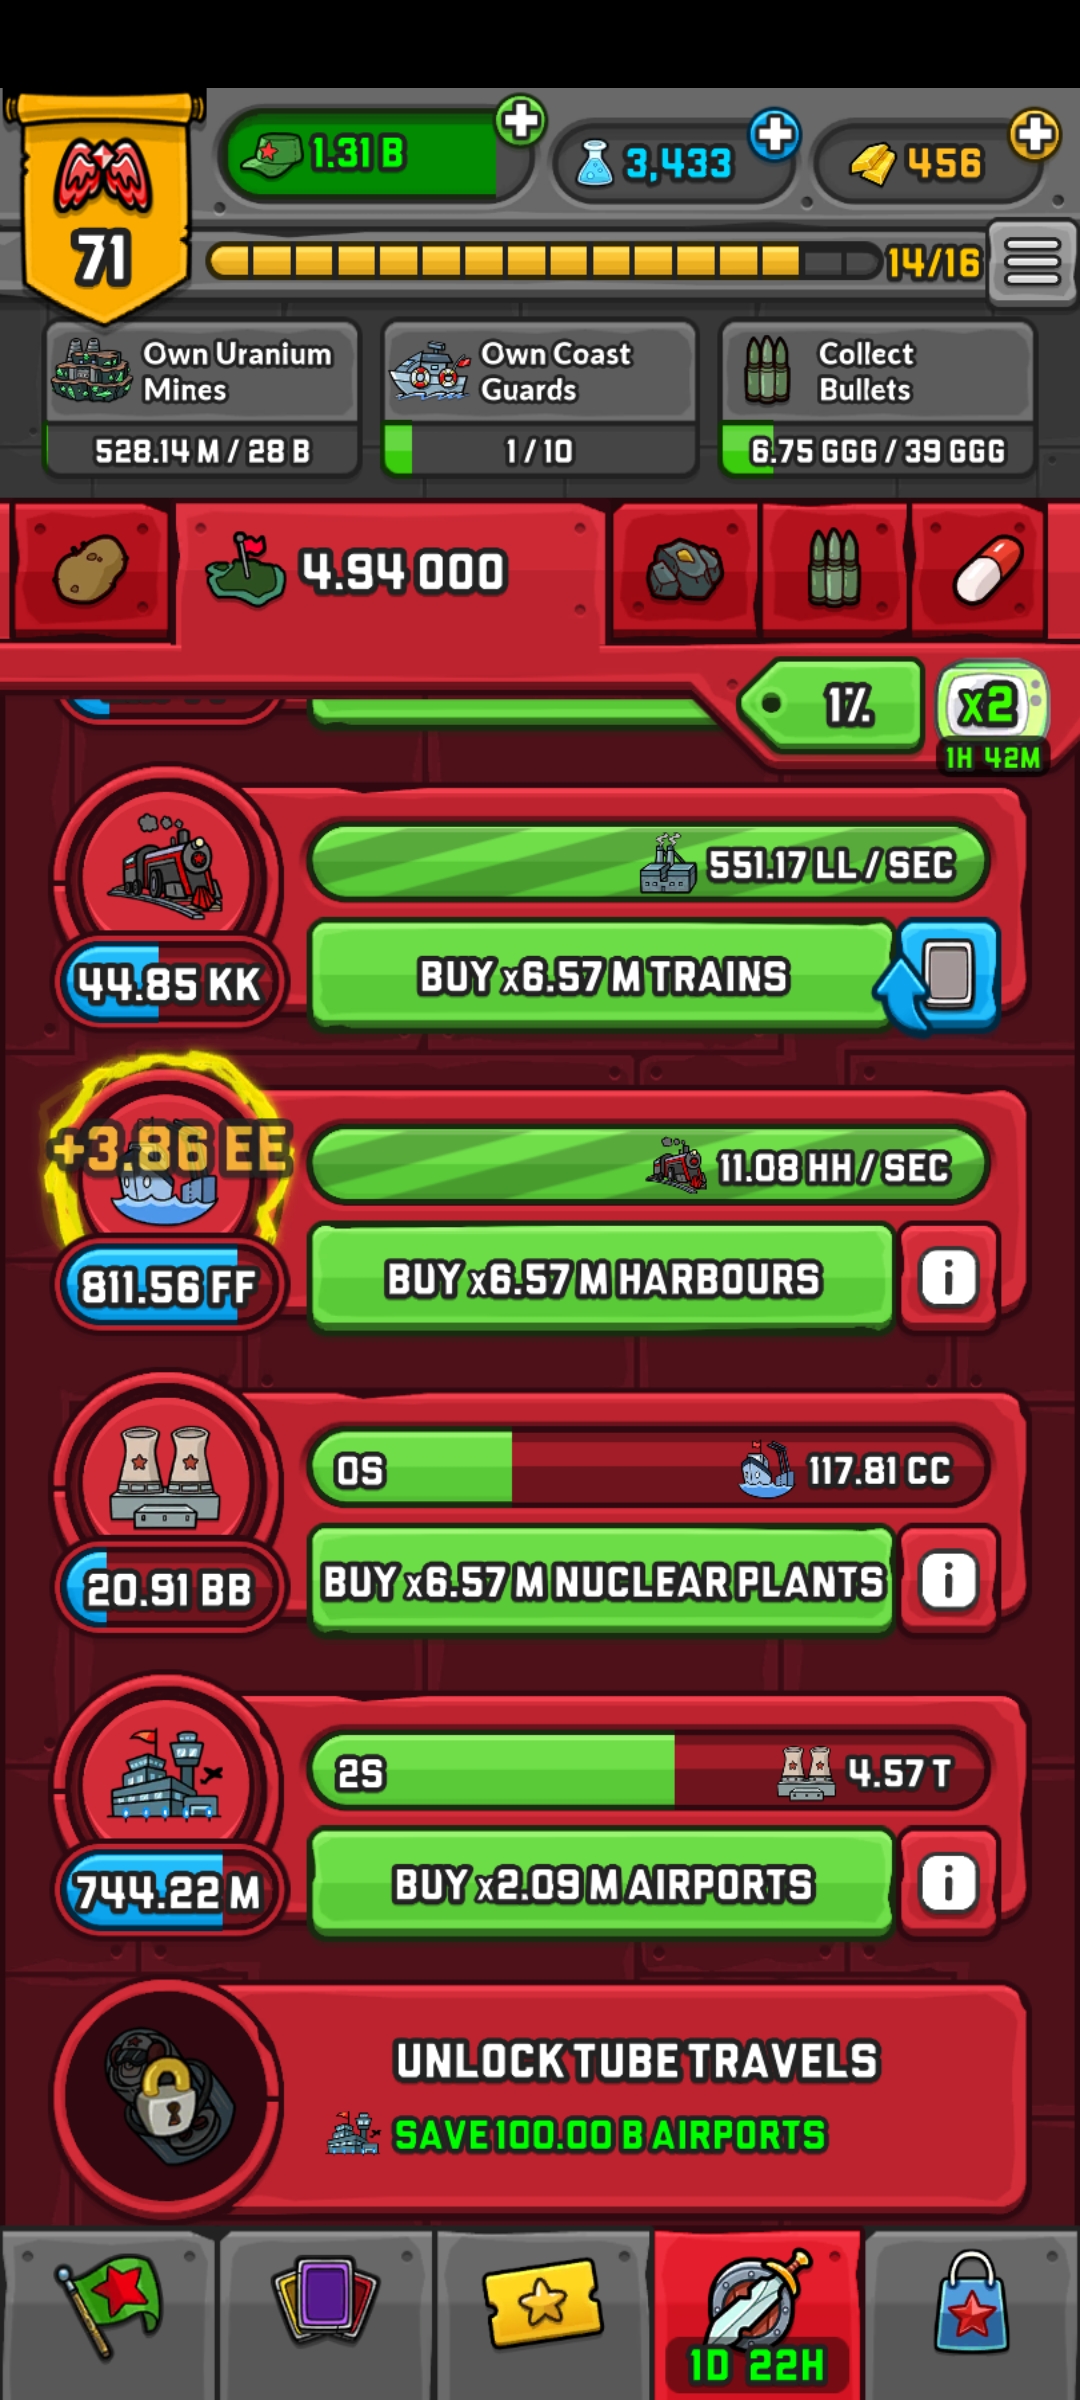 1.31 B
3,433
456
71
14/16
Own Uranium
Mines
528.14 M / 28 B
Own Coast
Guards
1 / 10
Collect
Bullets
6.75 GGG / 39 GGG
4.94 000
1%
x2
1H 42M
551.17 LL / SEC
44.85 KK
BUY x6.57 M TRAINS
+3.86 EE
11.08 HH / SEC
811.56 FF
BUY x6.57 M HARBOURS
i
0S
117.81 CC
20.91 BB
BUY x6.57 M NUCLEAR PLANTS
i
2S
4.57 T
744.22 M
BUY x2.09 M AIRPORTS
i
UNLOCK TUBE TRAVELS
SAVE 100.00 B AIRPORTS
1D 22H